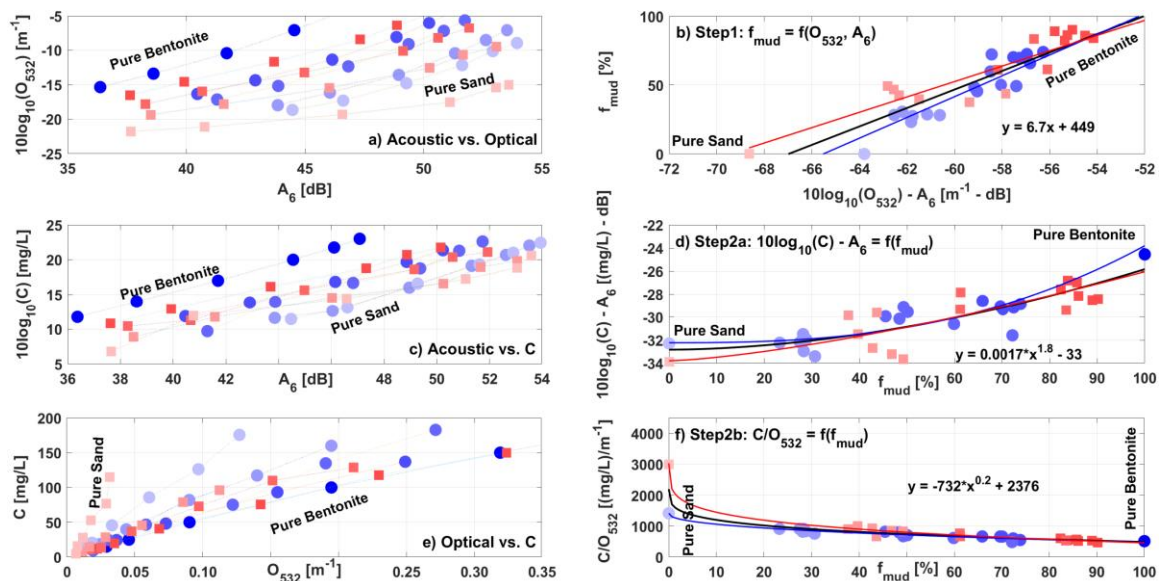 -5
-10
-15
-20
-25
10log10(O532) [m-1]
Pure Bentonite
Pure Sand
a) Acoustic vs. Optical
40 45 50 55
A6 [dB]
100
50
0
fmud [%]
b) Step1: fmud = f(O532, A6)
Pure Bentonite
Pure Sand
y = 6.7x + 449
-72 -70 -68 -66 -64 -62 -60 -58 -56 -54 -52
10log10(O532) - A6 [m-1 - dB]
25
20
15
10
5
10log10(C) [mg/L]
Pure Bentonite
Pure Sand
c) Acoustic vs. C
36 38 40 42 44 46 48 50 52 54
A6 [dB]
-22
-24
-26
-28
-30
-32
-34
10log10(C) - A6 [(mg/L) - dB]
d) Step2a: 10log10(C) - A6 = f(fmud)
Pure Bentonite
Pure Sand
y = 0.0017*x1.8 - 33
0 10 20 30 40 50 60 70 80 90 100
fmud [%]
200
150
100
50
0
C [mg/L]
Pure Sand
Pure Bentonite
e) Optical vs. C
0 0.05 0.1 0.15 0.2 0.25 0.3 0.35
O532 [m-1]
4000
3000
2000
1000
0
C/O532 [(mg/L)/m-1]
f) Step2b: C/O532 = f(fmud)
y = -732*x0.2 + 2376
Pure Sand
Pure Bentonite
0 10 20 30 40 50 60 70 80 90 100
fmud [%]